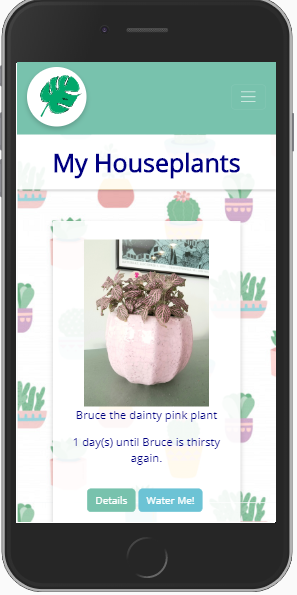 My Houseplants
Bruce the dainty pink plant
1 day(s) until Bruce is thirsty
again.
Details
Water Me!